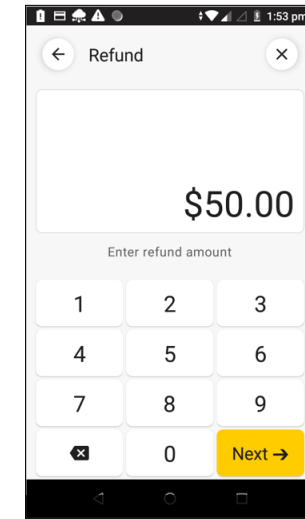 1:53 pm
Refund
$50.00
Enter refund amount
1 2 3
4 5 6
7 8 9
0 Next →